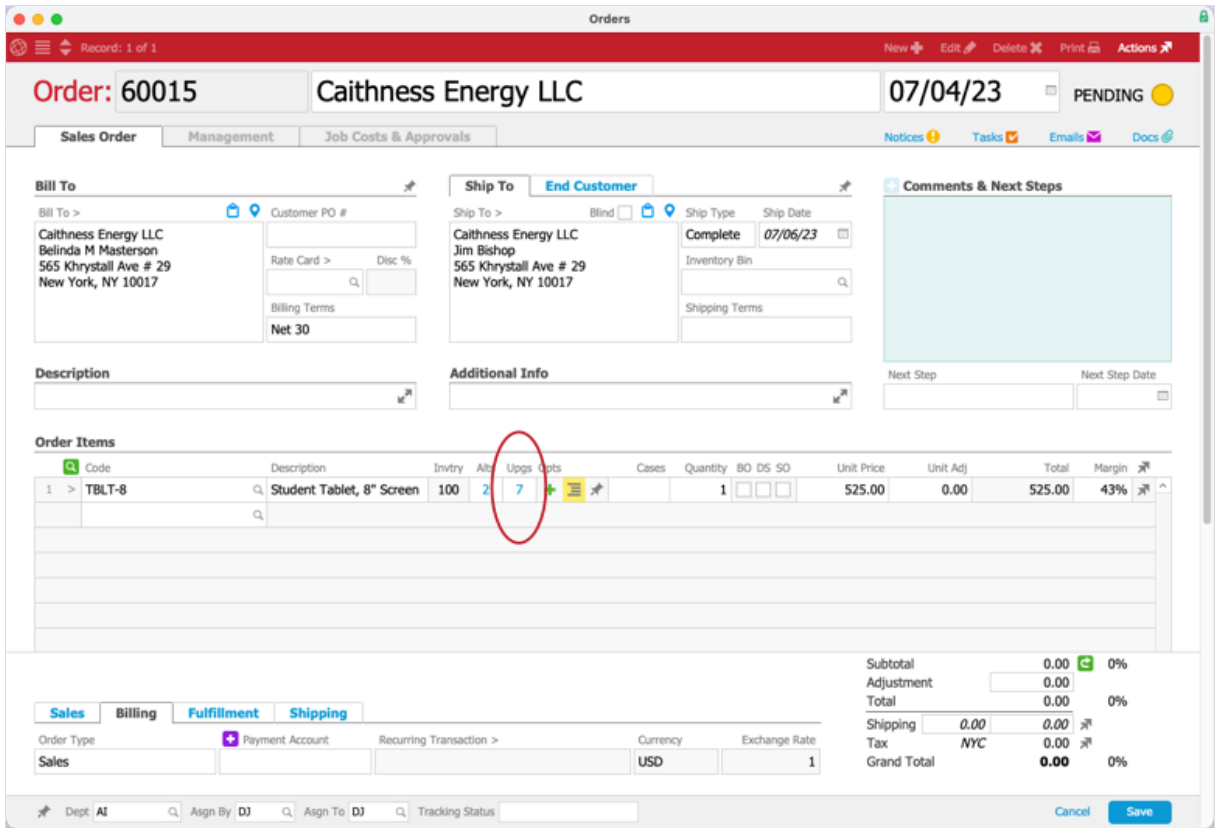 Orders
Record: 1 of 1
New Edit Delete Print Actions
Order: 60015 Caithness Energy LLC 07/04/23 PENDING
Sales Order Management Job Costs & Approvals
Notices Tasks Emails Docs
Bill To
Ship To End Customer
Comments & Next Steps
Bill To > Customer PO #
Ship To > Blind Ship Type Ship Date
Caithness Energy LLC
Belinda M Masterson
565 Khrystall Ave # 29
New York, NY 10017
Rate Card > Disc %
Billing Terms
Net 30
Caithness Energy LLC
Jim Bishop
565 Khrystall Ave # 29
New York, NY 10017
Complete 07/06/23
Inventory Bin
Shipping Terms
Description
Additional Info
Next Step Next Step Date
Order Items
Code Description Invtry Alts Upgs Opts Cases Quantity BO DS SO Unit Price Unit Adj Total Margin
1 > TBLT-8 Student Tablet, 8" Screen 100 2 7 1 525.00 0.00 525.00 43%
Subtotal 0.00 0%
Adjustment 0.00
Total 0.00 0%
Shipping 0.00 0.00
Tax NYC 0.00
Grand Total 0.00 0%
Sales Billing Fulfillment Shipping
Order Type Payment Account Recurring Transaction > Currency Exchange Rate
Sales USD 1
Dept AI Asgn By DJ Asgn To DJ Tracking Status
Cancel Save